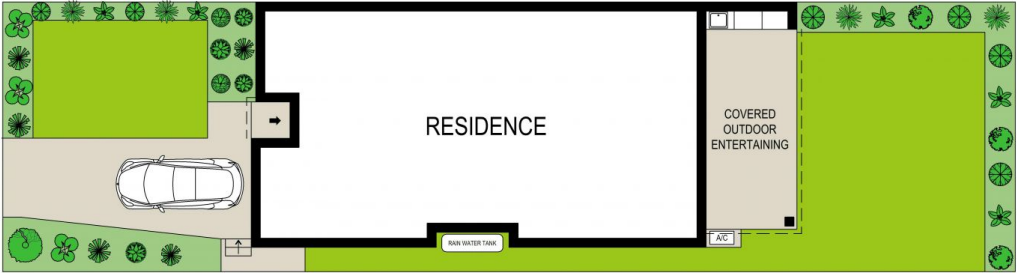 RESIDENCE
COVERED
OUTDOOR
ENTERTAINING
RAIN WATER TANK
A/C